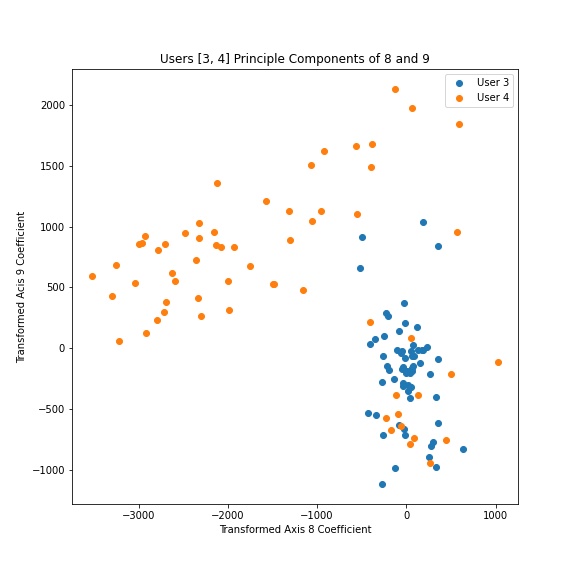 Users [3, 4] Principle Components of 8 and 9
User 3
User 4
Transformed Acis 9 Coefficient
2000
1500
1000
500
0
−500
−1000
−3000 −2000 −1000 0 1000
Transformed Axis 8 Coefficient